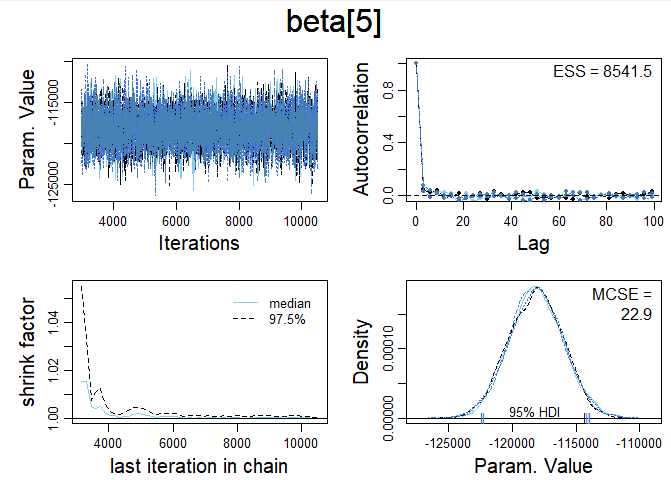 beta[5]
Param. Value
-125000
-115000
4000 6000 8000 10000
Iterations
Autocorrelation
0.0 0.4 0.8
ESS = 8541.5
0 20 40 60 80 100
Lag
shrink factor
1.00 1.02 1.04
median
97.5%
4000 6000 8000 10000
last iteration in chain
Density
0.00000 0.00010
MCSE =
22.9
95% HDI
-125000 -120000 -115000 -110000
Param. Value